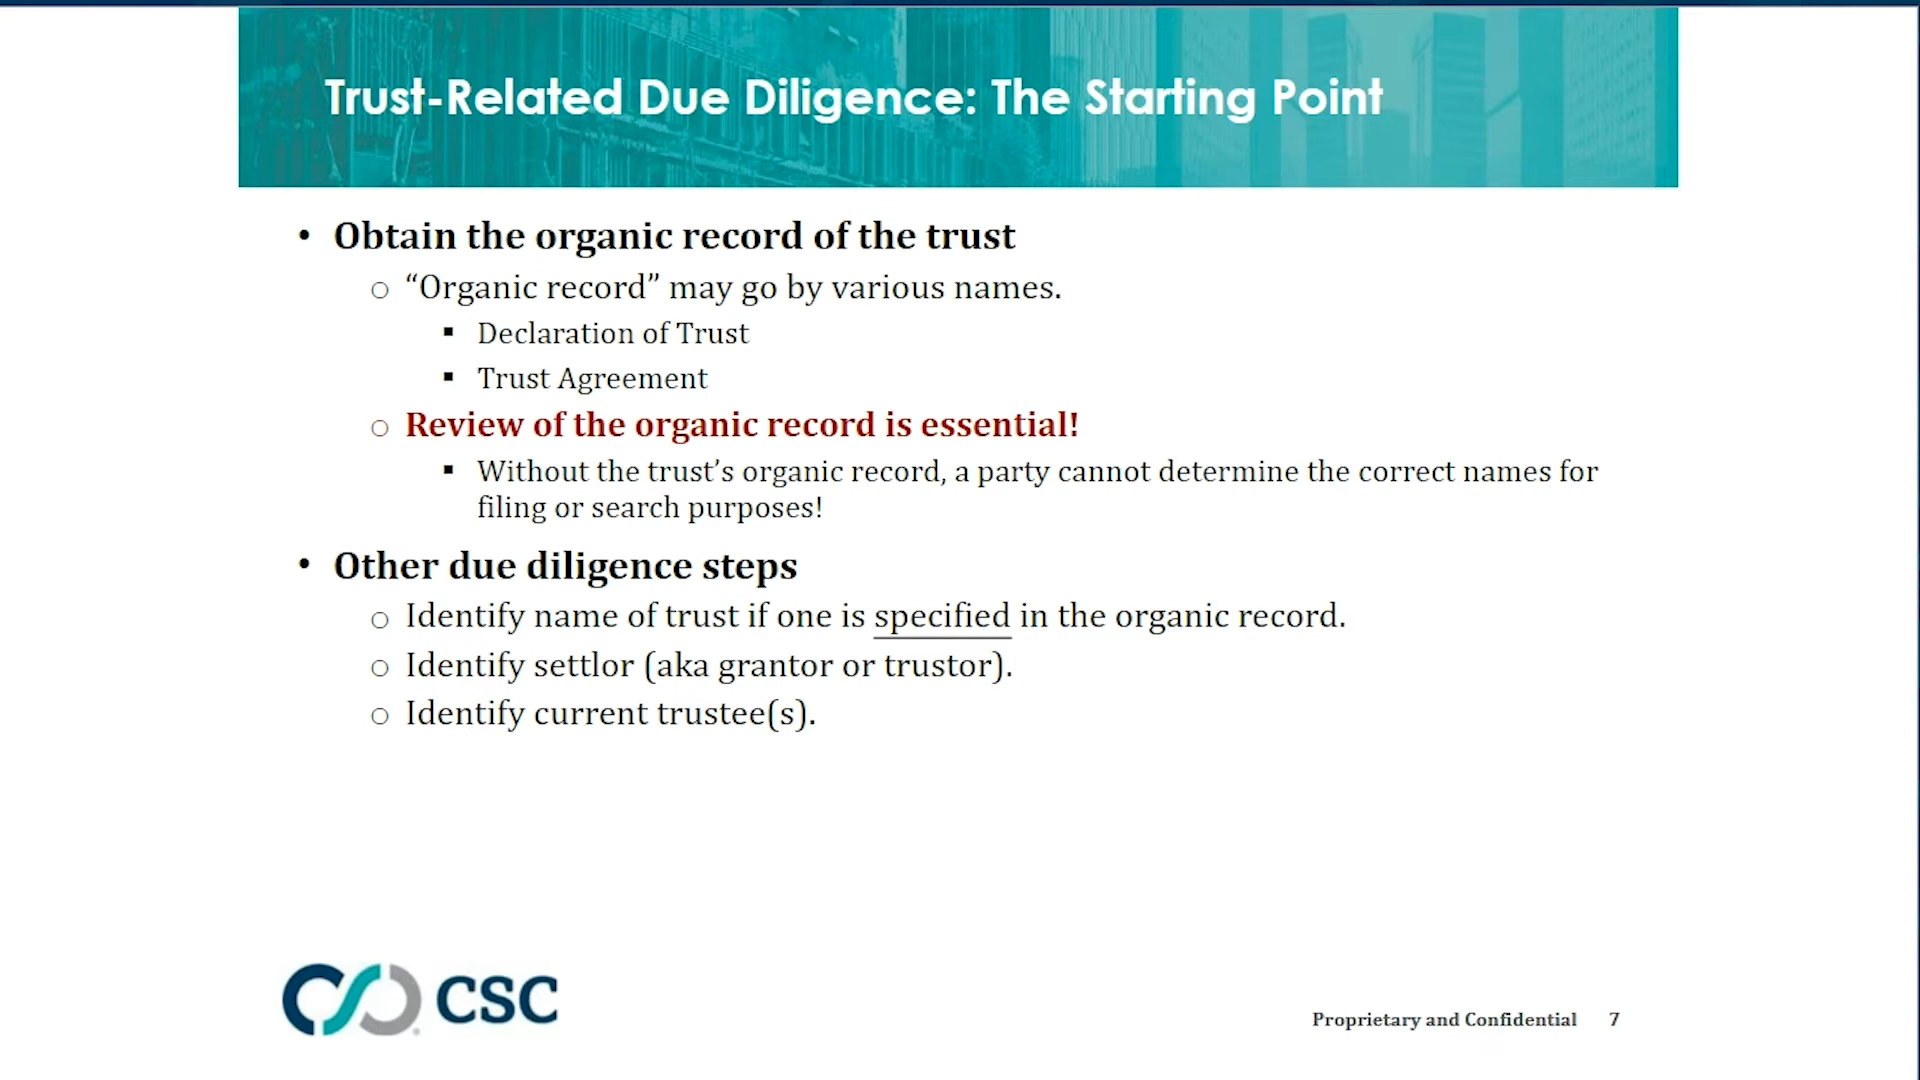 Trust-Related Due Diligence: The Starting Point
• Obtain the organic record of the trust
○ “Organic record” may go by various names.
▪ Declaration of Trust
▪ Trust Agreement
○ Review of the organic record is essential!
▪ Without the trust’s organic record, a party cannot determine the correct names for
filing or search purposes!
• Other due diligence steps
○ Identify name of trust if one is specified in the organic record.
○ Identify settlor (aka grantor or trustor).
○ Identify current trustee(s).
CSC
Proprietary and Confidential 7